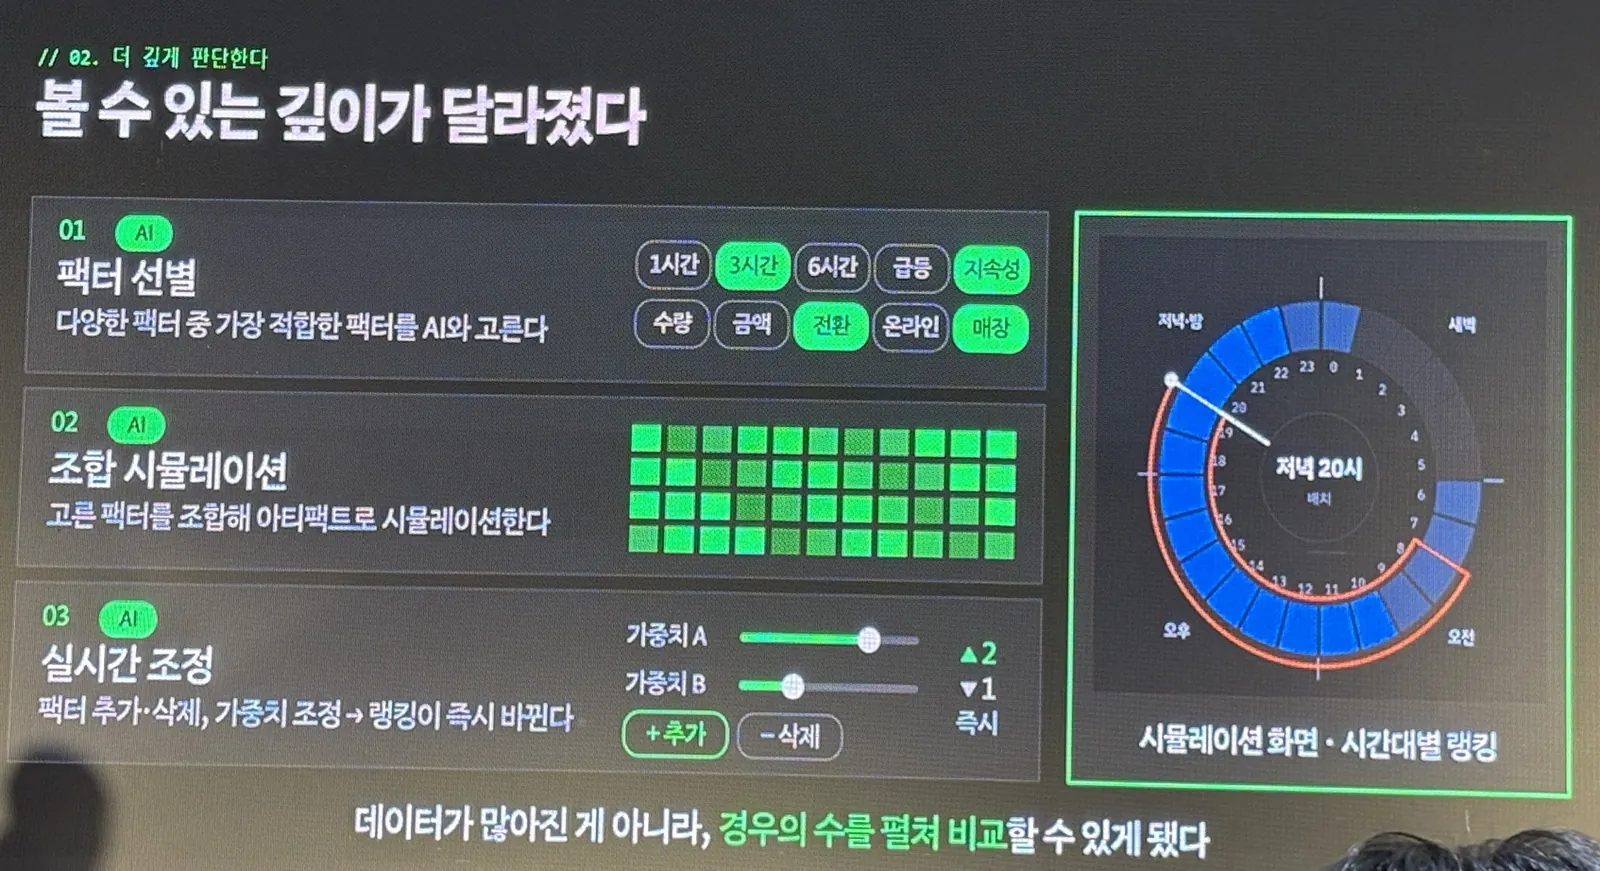 // 02. 더 깊게 판단한다
볼 수 있는 깊이가 달라졌다
01 AI
팩터 선별
다양한 팩터 중 가장 적합한 팩터를 AI와 고른다
1시간 3시간 6시간 급등 지속성
수량 금액 전환 온라인 매장
02 AI
조합 시뮬레이션
고른 팩터를 조합해 아티팩트로 시뮬레이션한다
03 AI
실시간 조정
팩터 추가·삭제, 가중치 조정 → 랭킹이 즉시 바뀐다
가중치 A
가중치 B
+ 추가 − 삭제
▲2
▼1
즉시
저녁·밤
새벽
오전
오후
0
1
2
3
4
5
6
7
8
9
10
11
12
13
14
15
16
17
18
19
20
21
22
23
저녁 20시
배치
시뮬레이션 화면 · 시간대별 랭킹
데이터가 많아진 게 아니라, 경우의 수를 펼쳐 비교할 수 있게 됐다